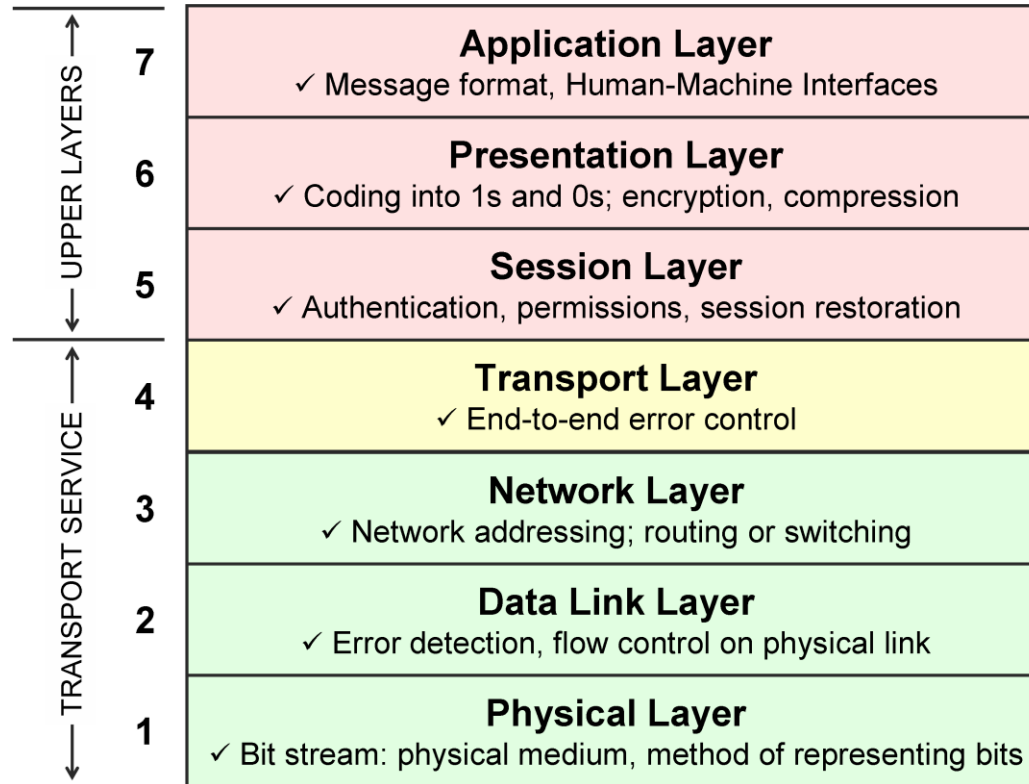 UPPER LAYERS
7
Application Layer
✓ Message format, Human-Machine Interfaces
6
Presentation Layer
✓ Coding into 1s and 0s; encryption, compression
5
Session Layer
✓ Authentication, permissions, session restoration
TRANSPORT SERVICE
4
Transport Layer
✓ End-to-end error control
3
Network Layer
✓ Network addressing; routing or switching
2
Data Link Layer
✓ Error detection, flow control on physical link
1
Physical Layer
✓ Bit stream: physical medium, method of representing bits